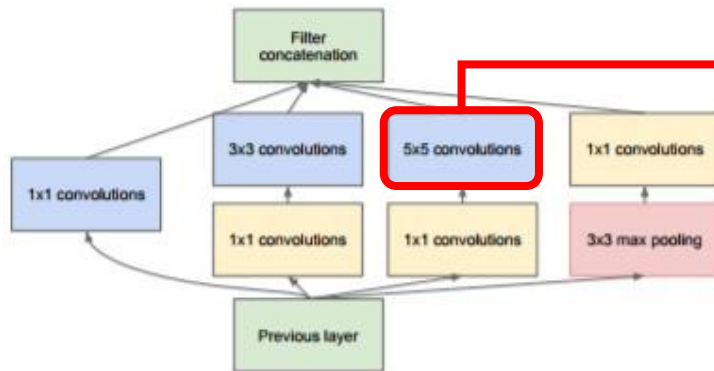 Filter
concatenation
3x3 convolutions
5x5 convolutions
1x1 convolutions
1x1 convolutions
1x1 convolutions
1x1 convolutions
3x3 max pooling
Previous layer